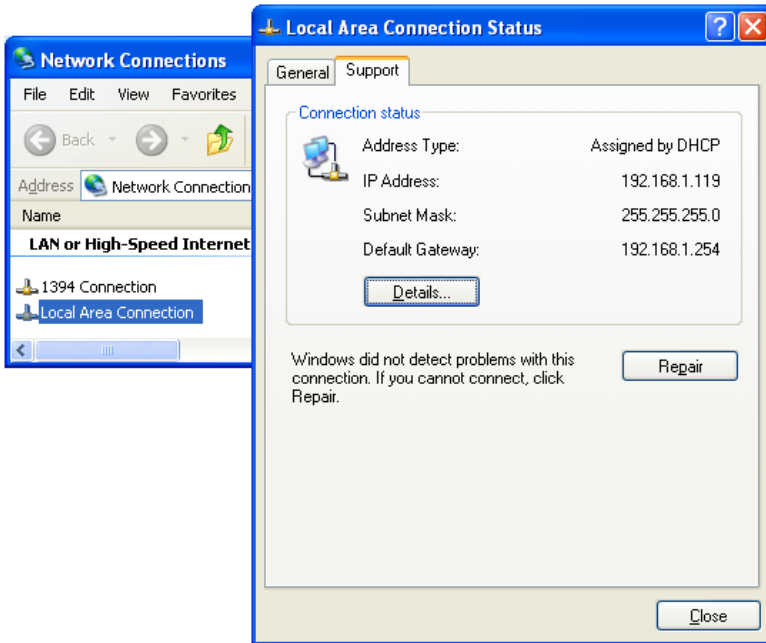 Network Connections
File Edit View Favorites
Back
Address Network Connection
Name
LAN or High-Speed Internet
1394 Connection
Local Area Connection
Local Area Connection Status
General Support
Connection status
Address Type: Assigned by DHCP
IP Address: 192.168.1.119
Subnet Mask: 255.255.255.0
Default Gateway: 192.168.1.254
Details...
Windows did not detect problems with this
connection. If you cannot connect, click
Repair.
Repair
Close